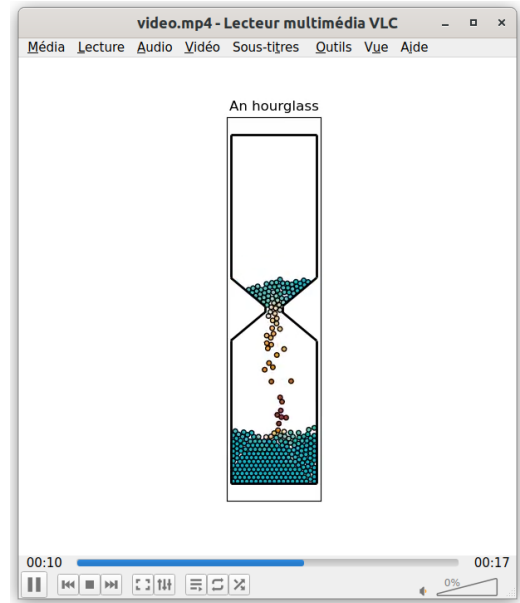 video.mp4 - Lecteur multimédia VLC
Média Lecture Audio Vidéo Sous-titres Outils Vue Aide
An hourglass
00:10 00:17
0%